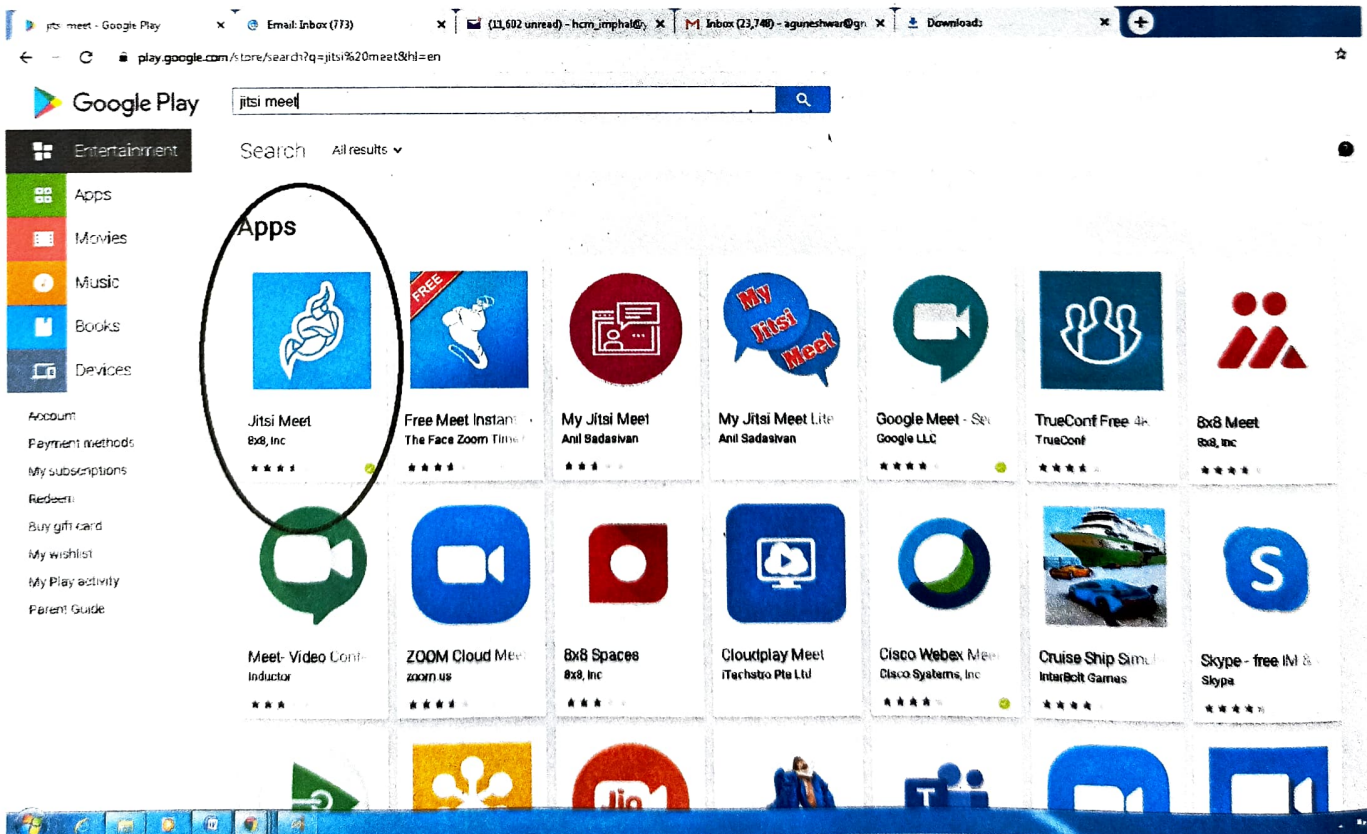 jitsi meet - Google Play
Email: Inbox (773)
(11,602 unread) - hcm_imphal@
Inbox (23,748) - aguneshwar@gm
Downloads
play.google.com/store/search?q=jitsi%20meet&hl=en
Google Play
jitsi meet
Entertainment
Search
All results
Apps
Movies
Music
Books
Devices
Account
Payment methods
My subscriptions
Redeem
Buy gift card
My wishlist
My Play activity
Parent Guide
Apps
FREE
My Jitsi Meet
Jitsi Meet
8x8, Inc
Free Meet Instant
The Face Zoom Time
My Jitsi Meet
Anil Sadasivan
My Jitsi Meet Lite
Anil Sadasivan
Google Meet - Se
Google LLC
TrueConf Free 4K
TrueConf
8x8 Meet
8x8, Inc
S
Meet- Video Conf
Inductor
ZOOM Cloud Mee
zoom.us
8x8 Spaces
8x8, Inc
Cloudplay Meet
iTechstro Pte Ltd
Cisco Webex Mee
Cisco Systems, Inc
Cruise Ship Simul
InterBolt Games
Skype - free IM &
Skype
Jio
T